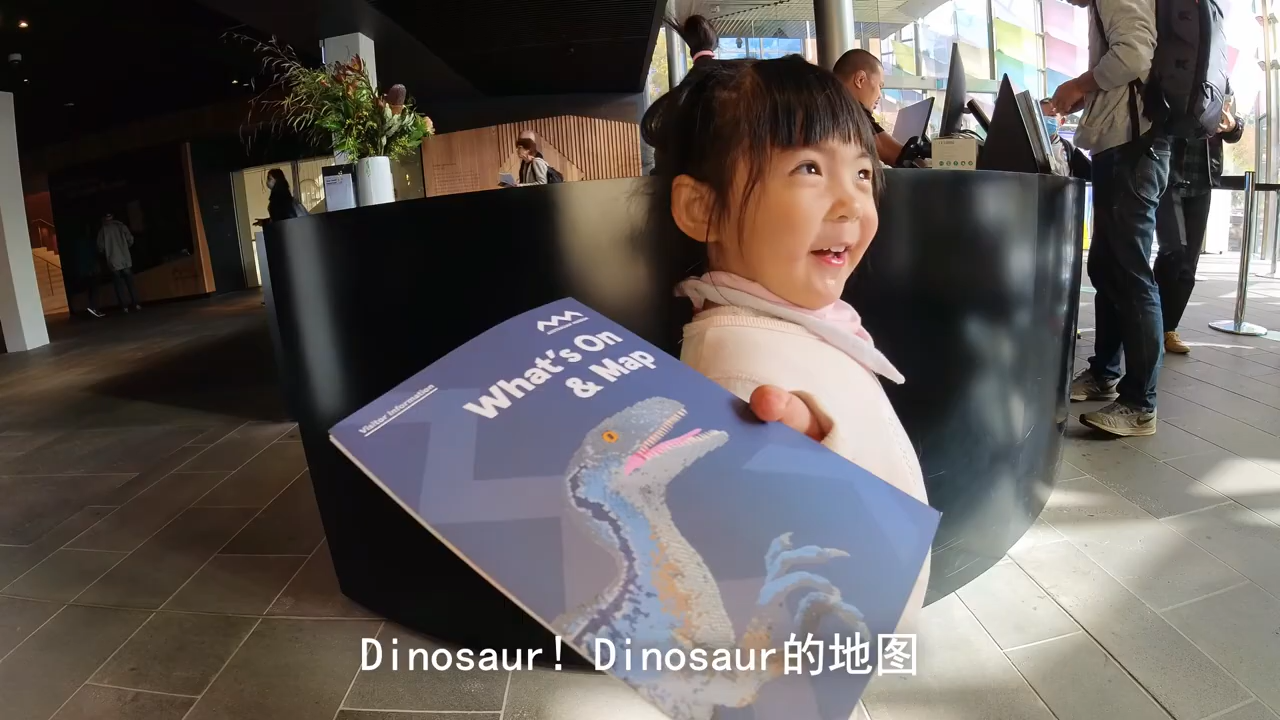 What's On
& Map
Visitor information
Dinosaur! Dinosaur的地图